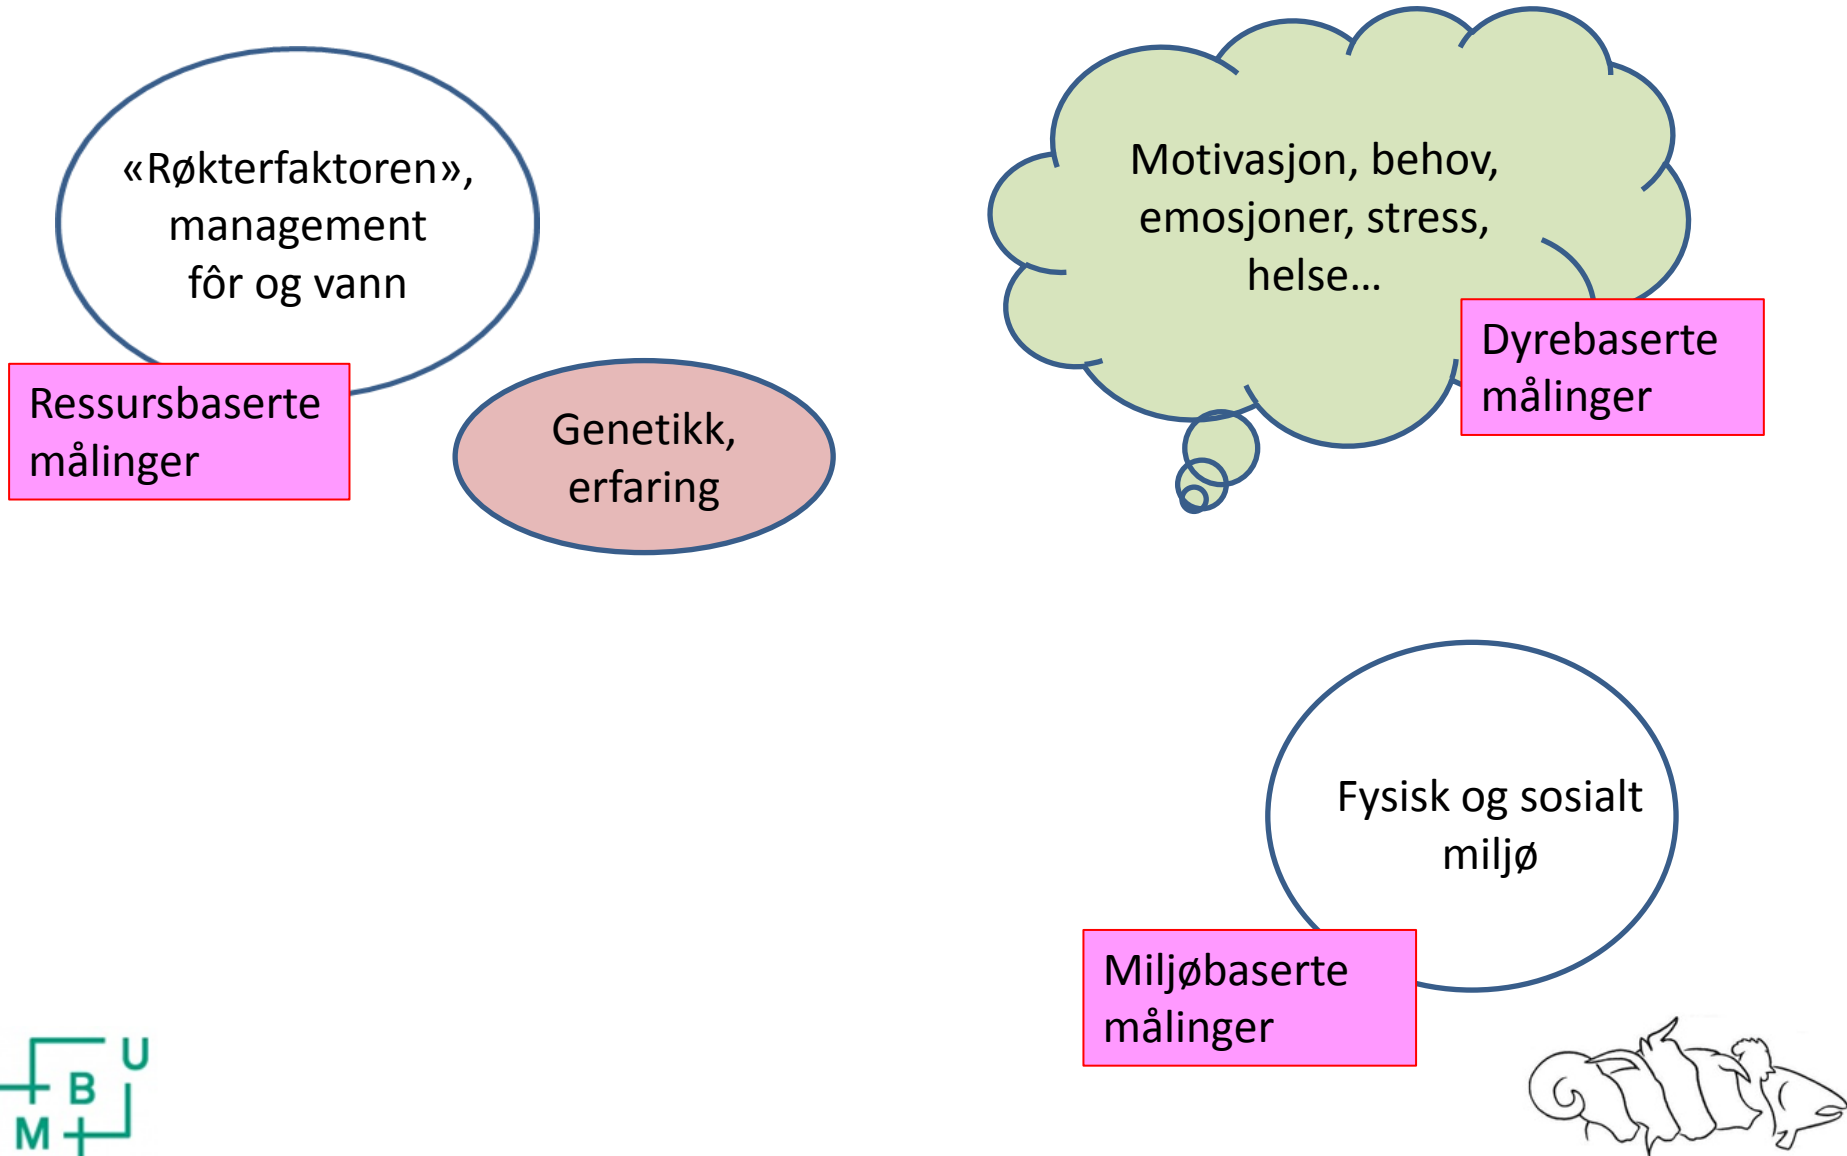 «Røkterfaktoren»,
management
fôr og vann
Ressursbaserte
målinger
Genetikk,
erfaring
Motivasjon, behov,
emosjoner, stress,
helse…
Dyrebaserte
målinger
Fysisk og sosialt
miljø
Miljøbaserte
målinger
U
B
M